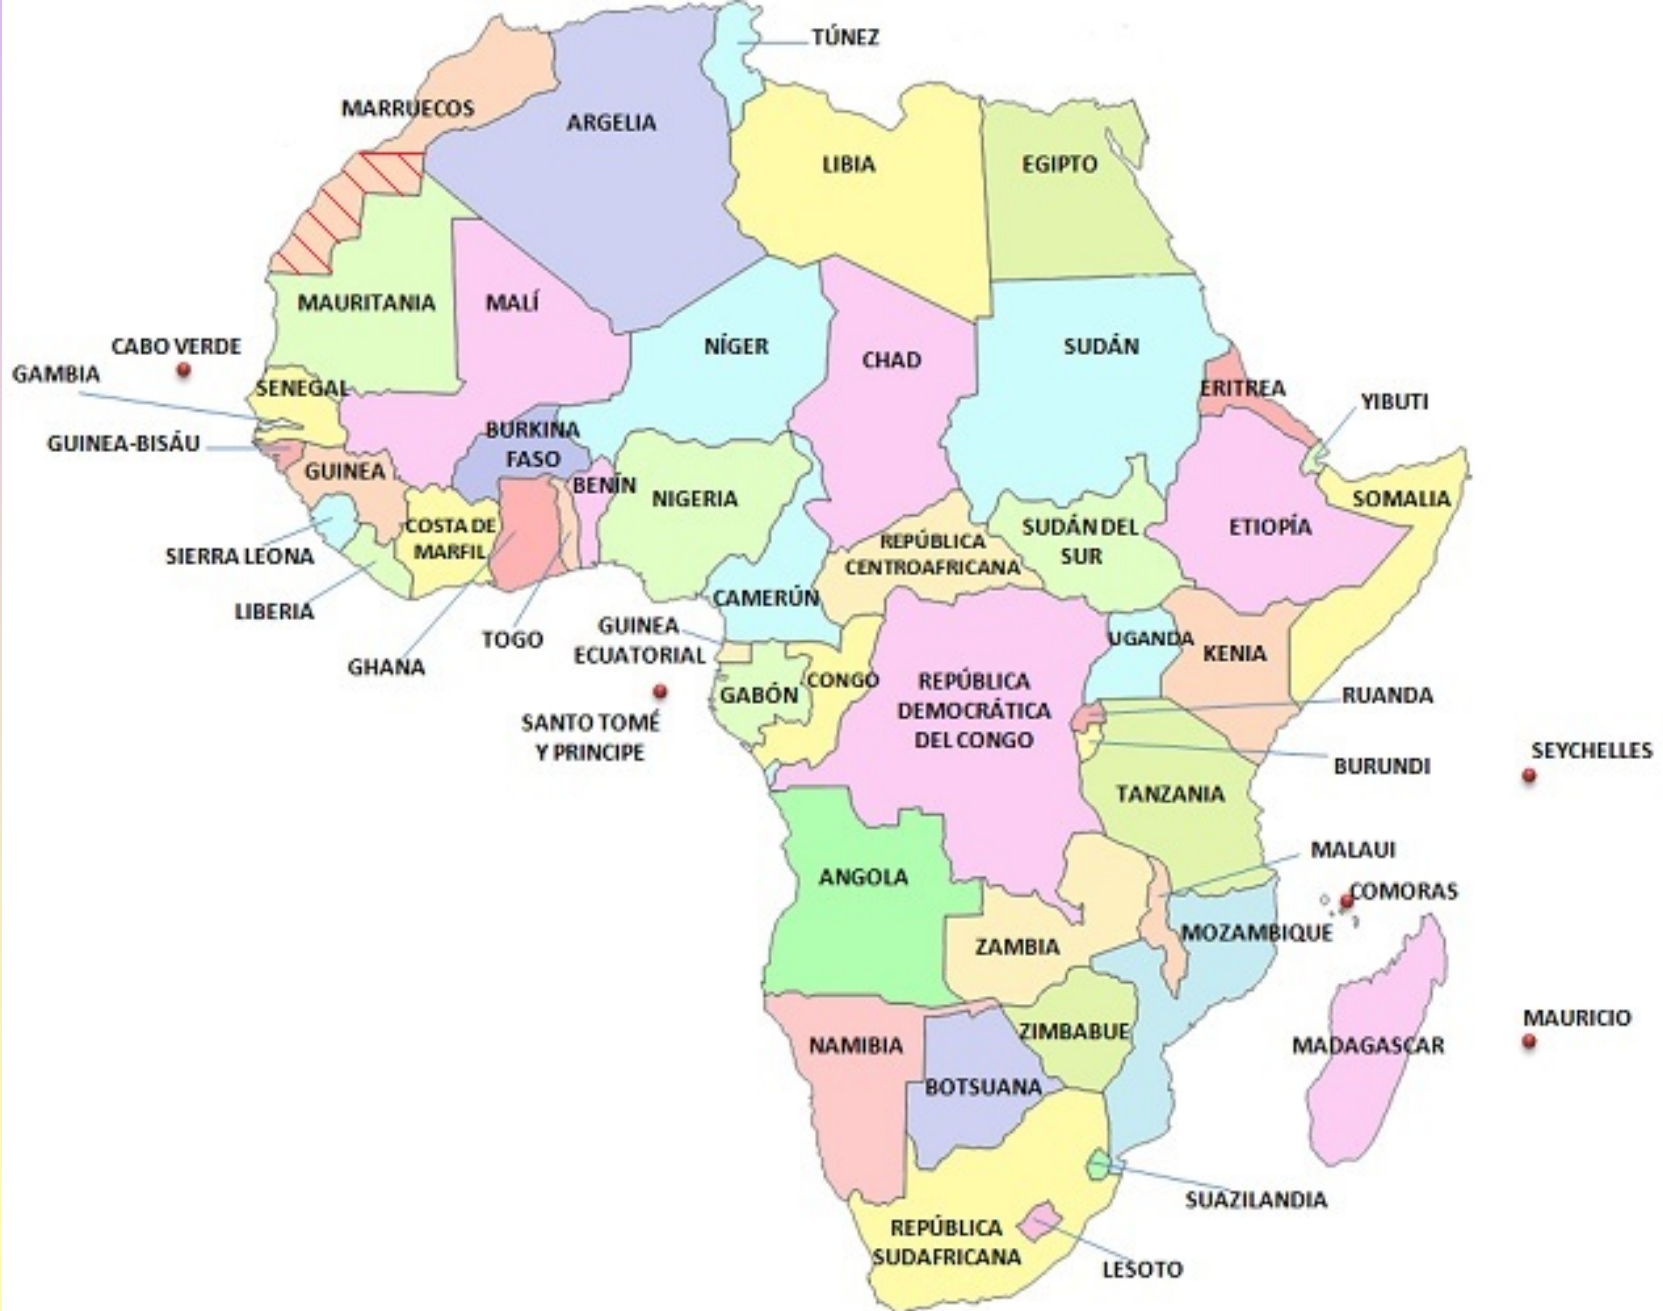 TÚNEZ
MARRUECOS
ARGELIA
LIBIA
EGIPTO
MAURITANIA
MALÍ
NÍGER
CHAD
SUDÁN
CABO VERDE
GAMBIA
SENEGAL
ERITREA
YIBUTI
GUINEA-BISÁU
BURKINA
FASO
GUINEA
BENÍN
NIGERIA
SOMALIA
COSTA DE
MARFIL
SUDÁN DEL
SUR
ETIOPÍA
REPÚBLICA
CENTROAFRICANA
SIERRA LEONA
LIBERIA
CAMERÚN
GHANA
TOGO
GUINEA
ECUATORIAL
UGANDA
KENIA
GABÓN
CONGO
REPÚBLICA
DEMOCRÁTICA
DEL CONGO
RUANDA
SANTO TOMÉ
Y PRINCIPE
BURUNDI
SEYCHELLES
TANZANIA
MALAUI
ANGOLA
COMORAS
MOZAMBIQUE
ZAMBIA
MAURICIO
ZIMBABUE
NAMIBIA
MADAGASCAR
BOTSUANA
SUAZILANDIA
REPÚBLICA
SUDAFRICANA
LESOTO